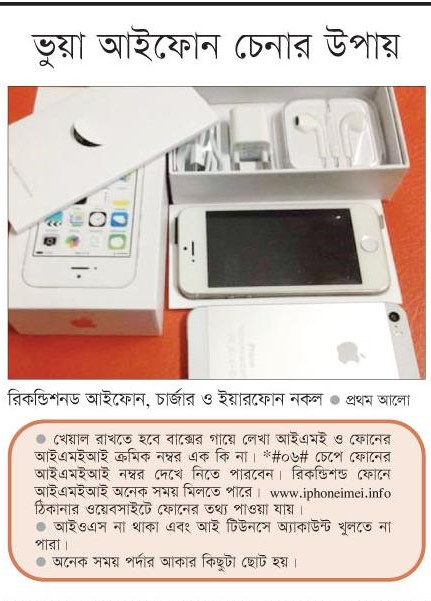 ভুয়া আইফোন চেনার উপায়
iPhone
রিকন্ডিশনড আইফোন, চার্জার ও ইয়ারফোন নকল ● প্রথম আলো
● খেয়াল রাখতে হবে বাক্সের গায়ে লেখা আইএমই ও ফোনের
আইএমইআই ক্রমিক নম্বর এক কি না। *#০৬# চেপে ফোনের
আইএমইআই নম্বর দেখে নিতে পারবেন। রিকন্ডিশন্ড ফোনে
আইএমইআই অনেক সময় মিলতে পারে। www.iphoneimei.info
ঠিকানার ওয়েবসাইটে ফোনের তথ্য পাওয়া যায়।
● আইওএস না থাকা এবং আই টিউনসে অ্যাকাউন্ট খুলতে না
পারা।
● অনেক সময় পর্দার আকার কিছুটা ছোট হয়।